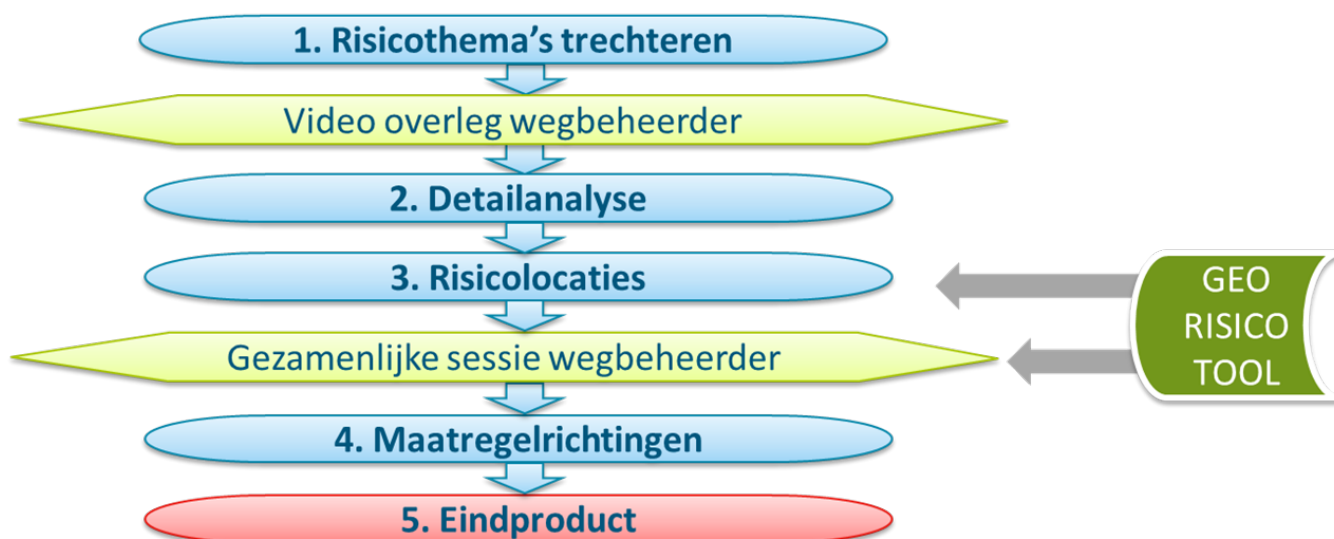 1. Risicothema's trechteren
Video overleg wegbeheerder
2. Detailanalyse
3. Risicolocaties
Gezamenlijke sessie wegbeheerder
4. Maatregelrichtingen
5. Eindproduct
GEO
RISICO
TOOL